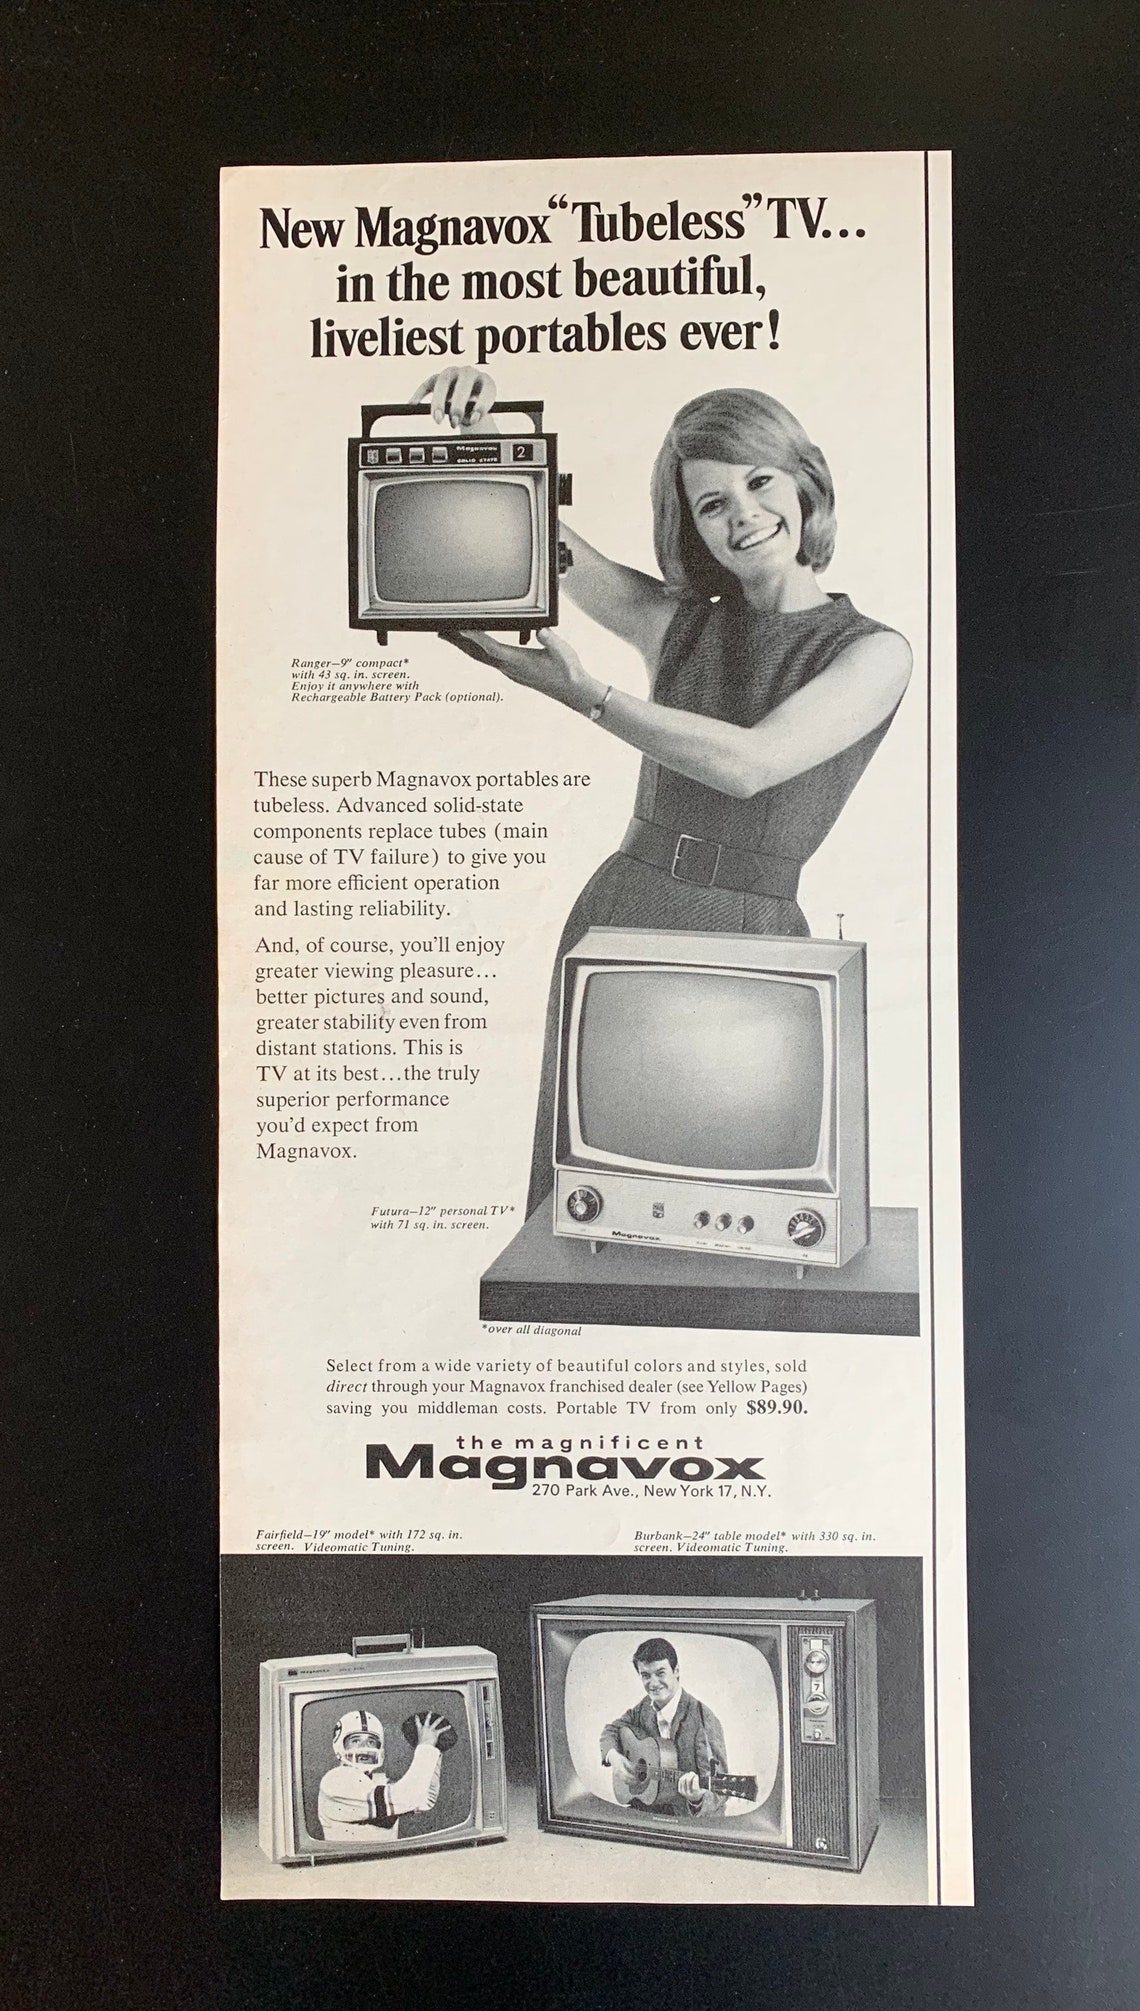 New Magnavox “Tubeless” TV...
in the most beautiful,
liveliest portables ever!
Magnavox
SOLID STATE
2
Ranger—9" compact*
with 43 sq. in. screen.
Enjoy it anywhere with
Rechargeable Battery Pack (optional).
These superb Magnavox portables are
tubeless. Advanced solid-state
components replace tubes (main
cause of TV failure) to give you
far more efficient operation
and lasting reliability.
And, of course, you’ll enjoy
greater viewing pleasure...
better pictures and sound,
greater stability even from
distant stations. This is
TV at its best...the truly
superior performance
you’d expect from
Magnavox.
Futura—12" personal TV*
with 71 sq. in. screen.
Magnavox
*over all diagonal
Select from a wide variety of beautiful colors and styles, sold
direct through your Magnavox franchised dealer (see Yellow Pages)
saving you middleman costs. Portable TV from only $89.90.
the magnificent
Magnavox
270 Park Ave., New York 17, N.Y.
Fairfield—19" model* with 172 sq. in.
screen. Videomatic Tuning.
Burbank—24" table model* with 330 sq. in.
screen. Videomatic Tuning.
Magnavox
7